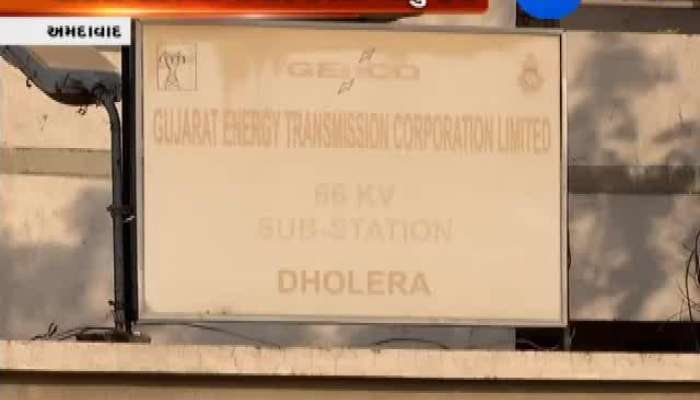 અમદાવાદ
GETCO
GUJARAT ENERGY TRANSMISSION CORPORATION LIMITED
66 KV
SUB-STATION
DHOLERA